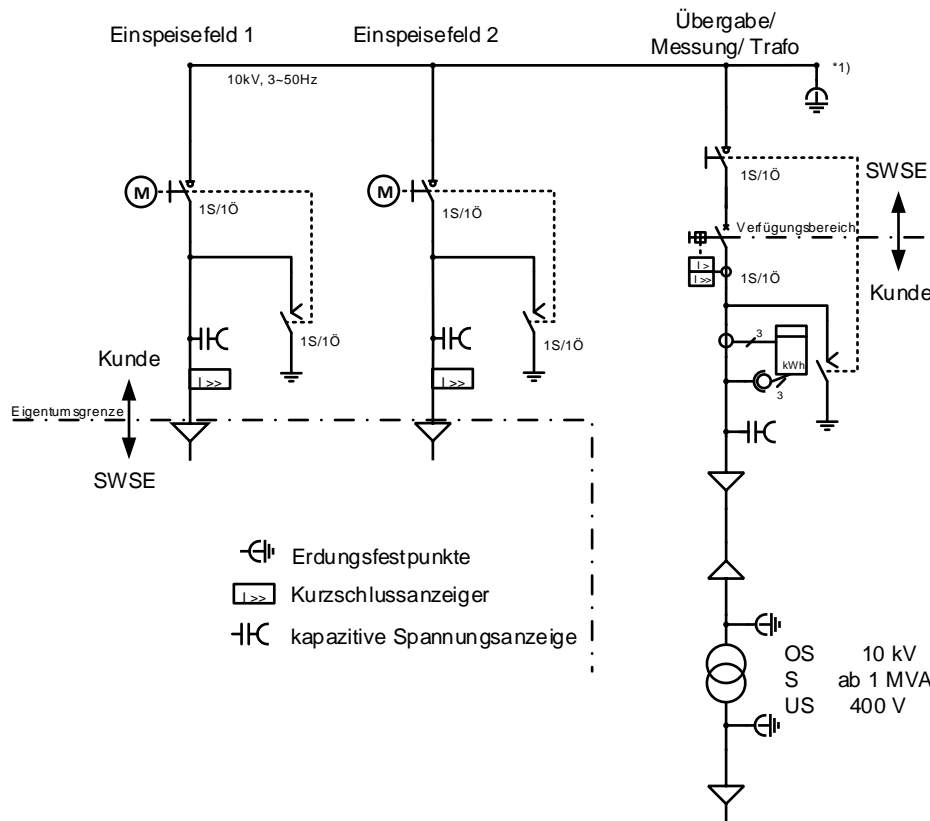 Einspeisefeld 1
Einspeisefeld 2
Übergabe/
Messung/ Trafo
10kV, 3~50Hz
*1)
M
1S/1Ö
M
1S/1Ö
1S/1Ö
SWSE
Verfügungsbereich
I >
I >>
1S/1Ö
Kunde
1S/1Ö
1S/1Ö
3
kWh
3
Kunde
I >>
I >>
Eigentumsgrenze
SWSE
Erdungsfestpunkte
I >>
Kurzschlussanzeiger
kapazitive Spannungsanzeige
OS 10 kV
S ab 1 MVA
US 400 V